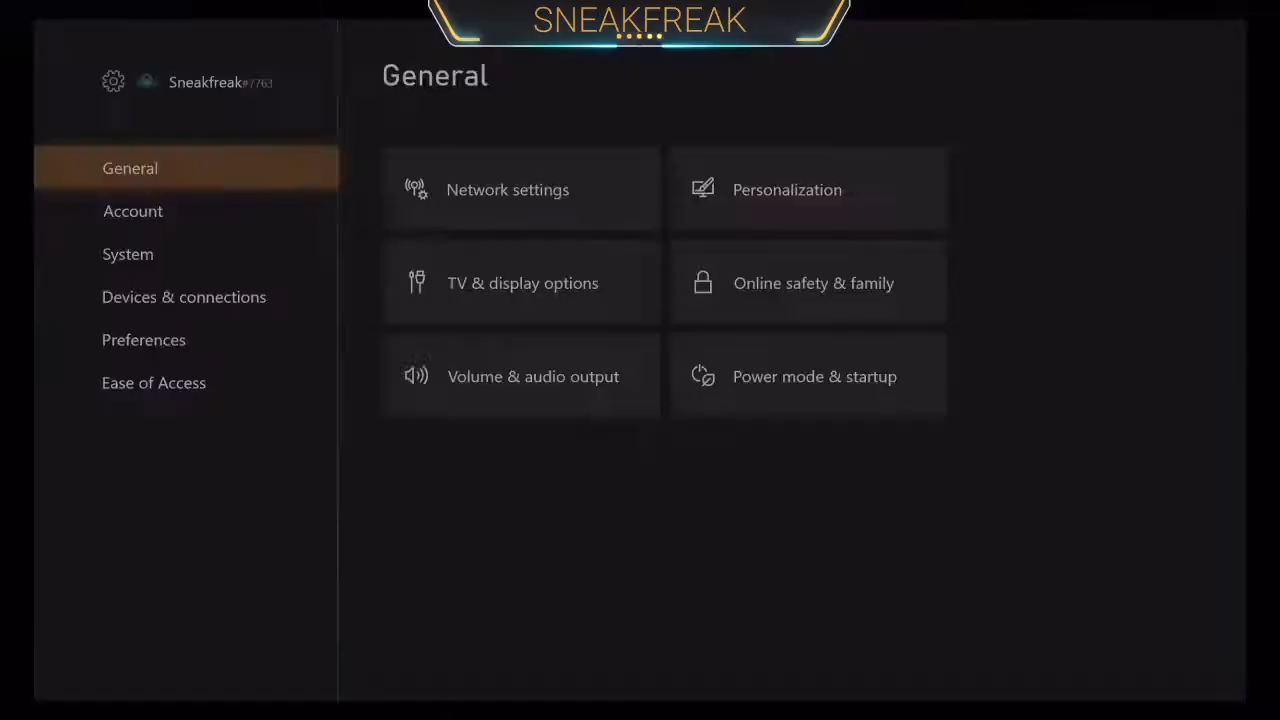 SNEAKFREAK
Sneakfreak#7763
General
General
Account
System
Devices & connections
Preferences
Ease of Access
Network settings
Personalization
TV & display options
Online safety & family
Volume & audio output
Power mode & startup